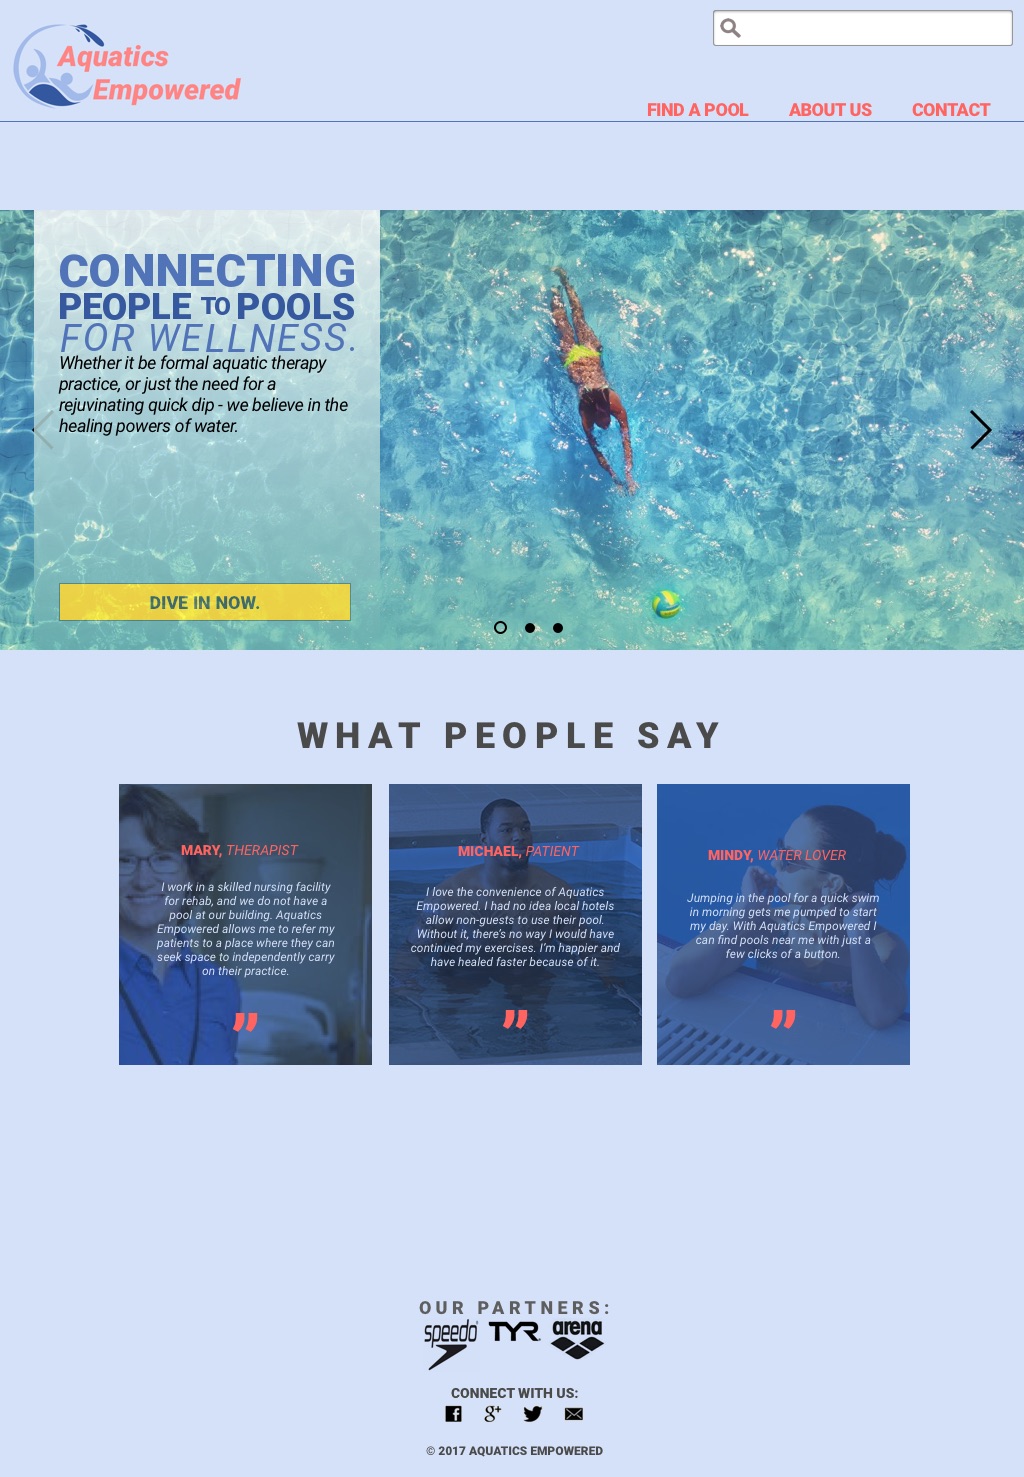 Aquatics
Empowered
FIND A POOL
ABOUT US
CONTACT
CONNECTING
PEOPLE TO POOLS
FOR WELLNESS.
Whether it be formal aquatic therapy
practice, or just the need for a
rejuvinating quick dip - we believe in the
healing powers of water.
DIVE IN NOW.
WHAT PEOPLE SAY
MARY, THERAPIST
I work in a skilled nursing facility
for rehab, and we do not have a
pool at our building. Aquatics
Empowered allows me to refer my
patients to a place where they can
seek space to independently carry
on their practice.
”
MICHAEL, PATIENT
I love the convenience of Aquatics
Empowered. I had no idea local hotels
allow non-guests to use their pool.
Without it, there's no way I would have
continued my exercises. I'm happier and
have healed faster because of it.
”
MINDY, WATER LOVER
Jumping in the pool for a quick swim
in morning gets me pumped to start
my day. With Aquatics Empowered I
can find pools near me with just a
few clicks of a button.
”
OUR PARTNERS:
speedo
TYR
arena
CONNECT WITH US:
© 2017 AQUATICS EMPOWERED